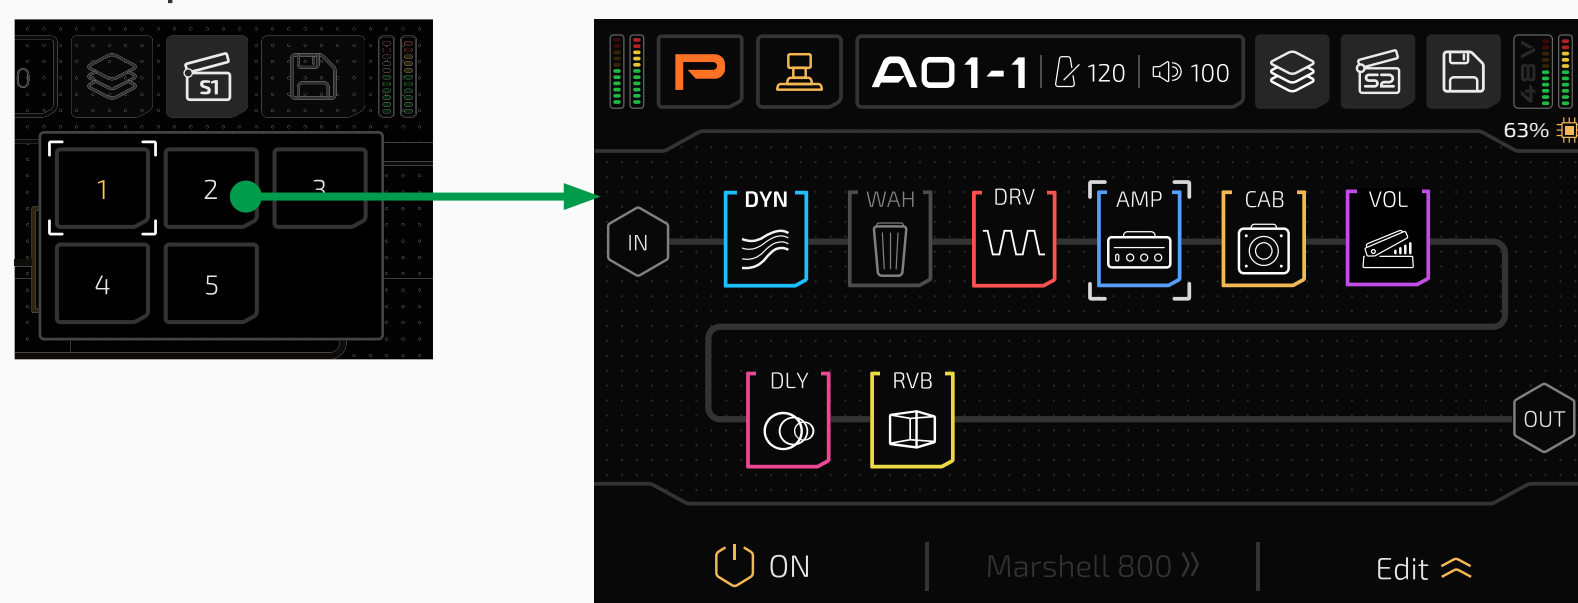 S1
1 2 3
4 5
A01-1 120 100 S2 48V
63%
DYN WAH DRV AMP CAB VOL
IN
DLY RVB
OUT
ON Marshell 800 Edit